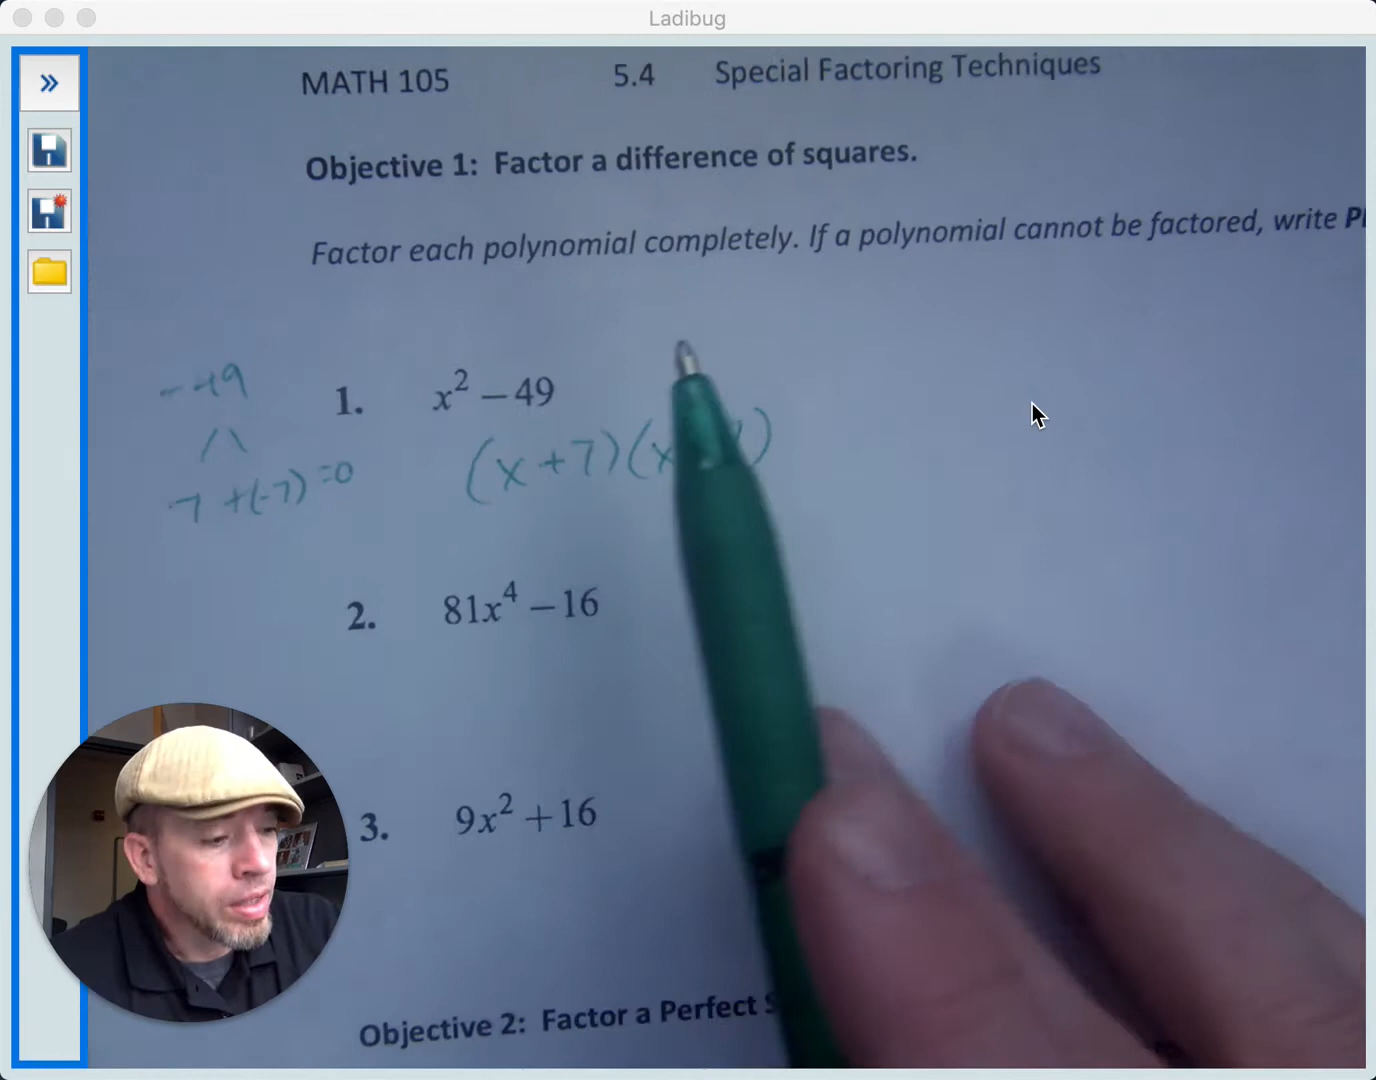 Ladibug
MATH 105 5.4 Special Factoring Techniques
Objective 1: Factor a difference of squares.
Factor each polynomial completely. If a polynomial cannot be factored, write
-49
1. x² – 49
(x+7)(x )
7 +(-7) =0
2. 81x⁴ – 16
3. 9x² + 16
Objective 2: Factor a Perfect